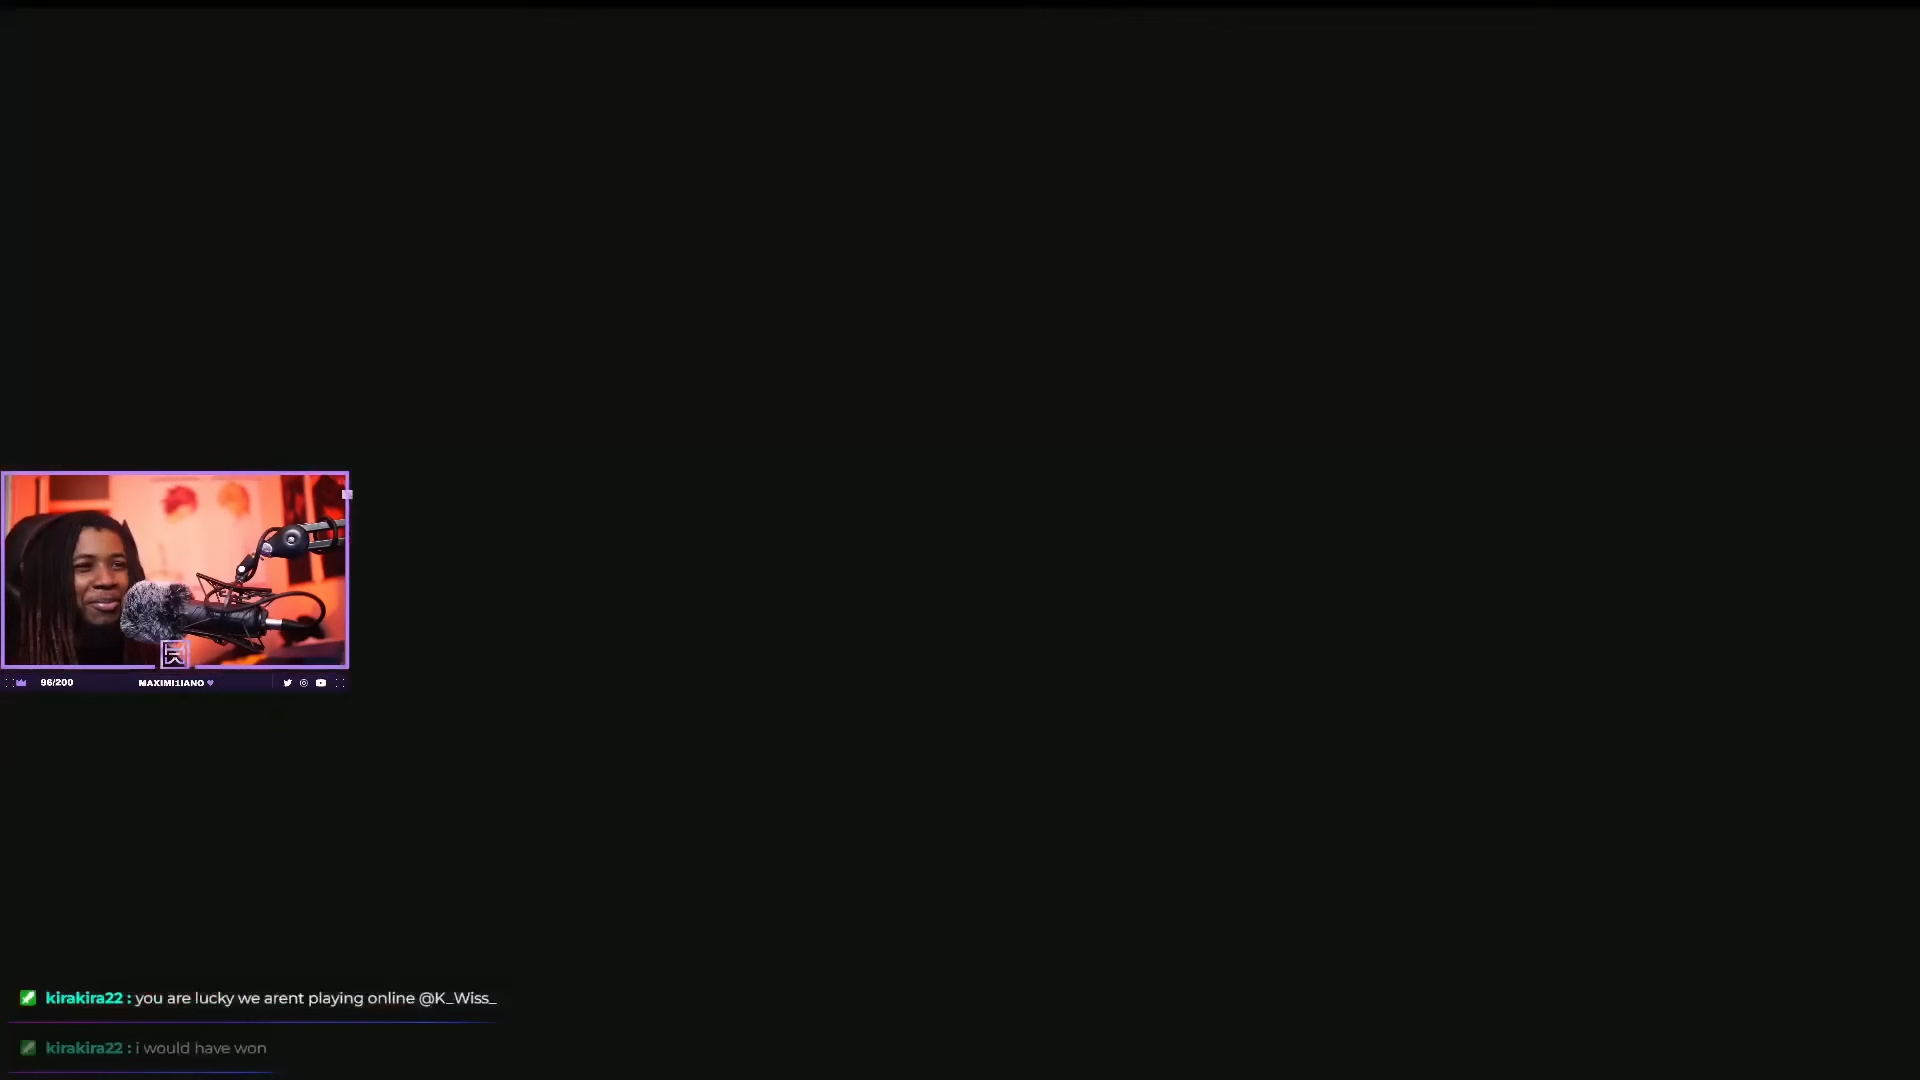 96/200 MAXIMI1IANO
kirakira22 : you are lucky we arent playing online @K_Wiss_
kirakira22 : i would have won